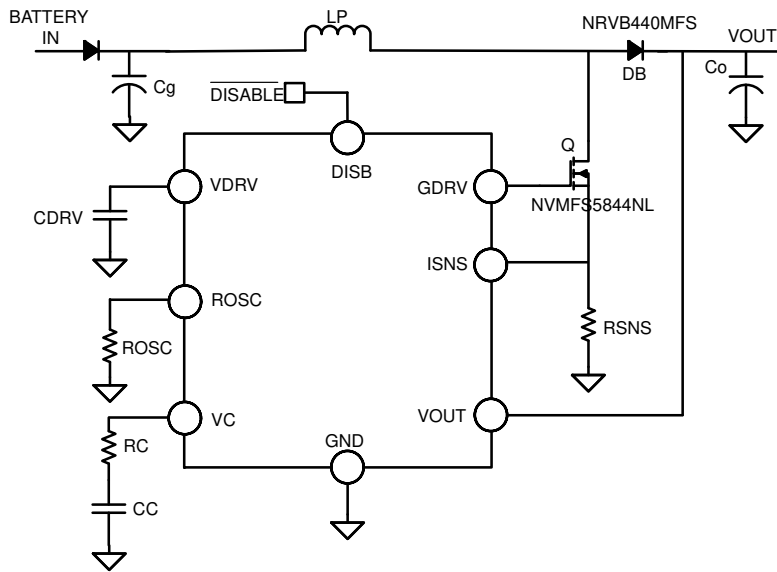 BATTERY
IN
LP
NRVB440MFS
VOUT
Cg
DB
Co
DISABLE
DISB
Q
VDRV
GDRV
NVMFS5844NL
CDRV
ISNS
ROSC
ROSC
RSNS
VC
VOUT
RC
GND
CC